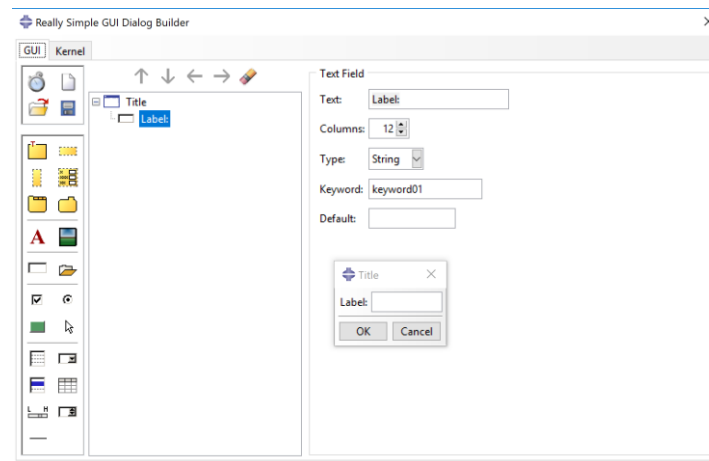 Really Simple GUI Dialog Builder
GUI Kernel
Title
Label:
Text Field
Text: Label:
Columns: 12
Type: String
Keyword: keyword01
Default:
Title
Label:
OK Cancel
A
L H